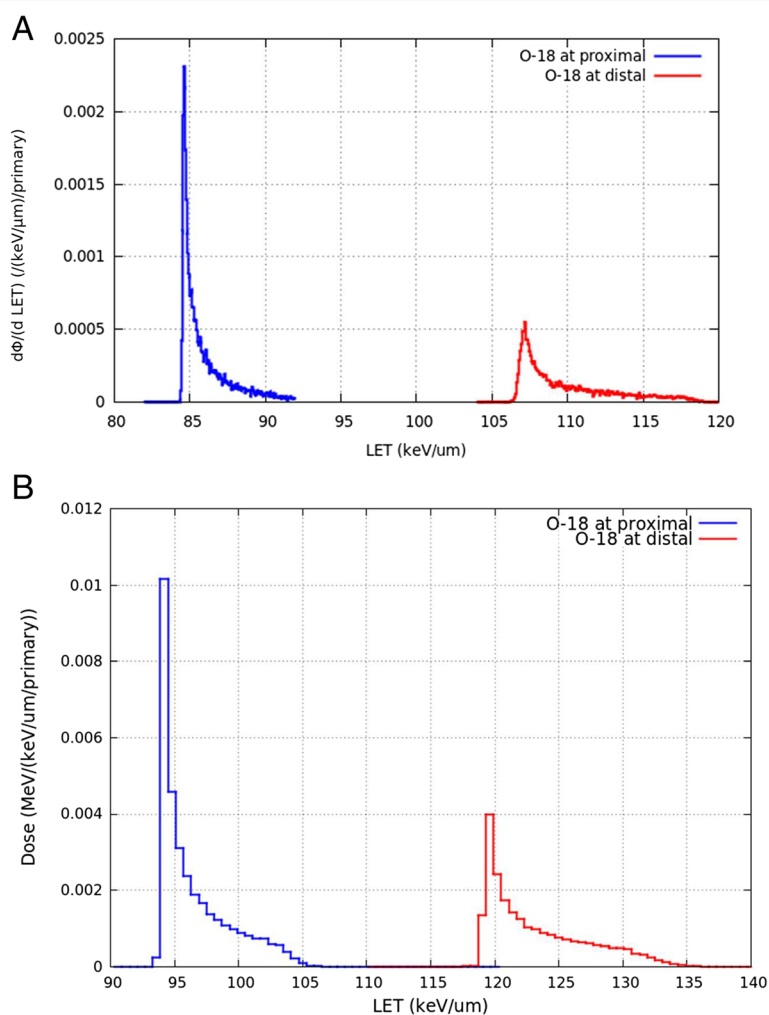 A
0.0025
O-18 at proximal
O-18 at distal
0.002
0.0015
0.001
0.0005
0
dΦ/(d LET) (/(keV/μm)/primary)
80 85 90 95 100 105 110 115 120
LET (keV/um)
B
0.012
O-18 at proximal
O-18 at distal
0.01
0.008
0.006
0.004
0.002
0
Dose (MeV/(keV/um/primary))
90 95 100 105 110 115 120 125 130 135 140
LET (keV/um)